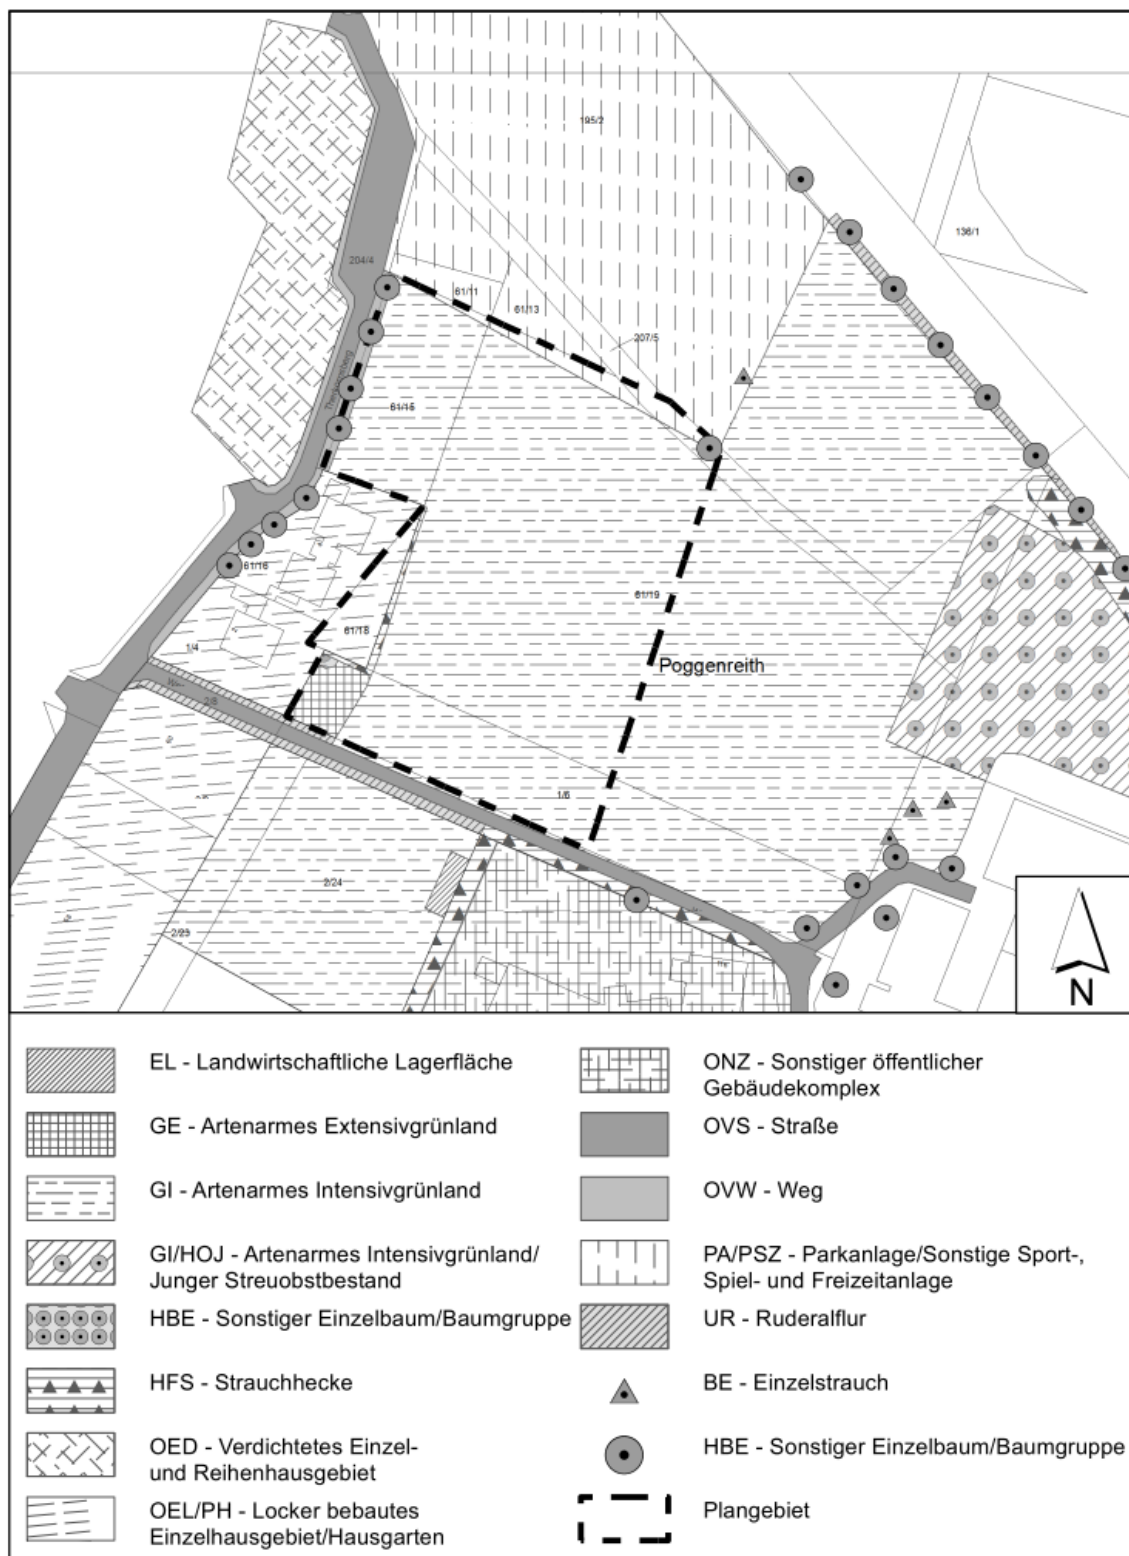 195/2
136/1
204/4
61/11
61/13
207/5
61/15
61/16
61/19
61/18
Poggenreith
1/4
2/8
1/6
2/24
2/23
N
EL - Landwirtschaftliche Lagerfläche
GE - Artenarmes Extensivgrünland
GI - Artenarmes Intensivgrünland
GI/HOJ - Artenarmes Intensivgrünland/
Junger Streuobstbestand
HBE - Sonstiger Einzelbaum/Baumgruppe
HFS - Strauchhecke
OED - Verdichtetes Einzel-
und Reihenhausgebiet
OEL/PH - Locker bebautes
Einzelhausgebiet/Hausgarten
ONZ - Sonstiger öffentlicher
Gebäudekomplex
OVS - Straße
OVW - Weg
PA/PSZ - Parkanlage/Sonstige Sport-,
Spiel- und Freizeitanlage
UR - Ruderalflur
BE - Einzelstrauch
HBE - Sonstiger Einzelbaum/Baumgruppe
Plangebiet